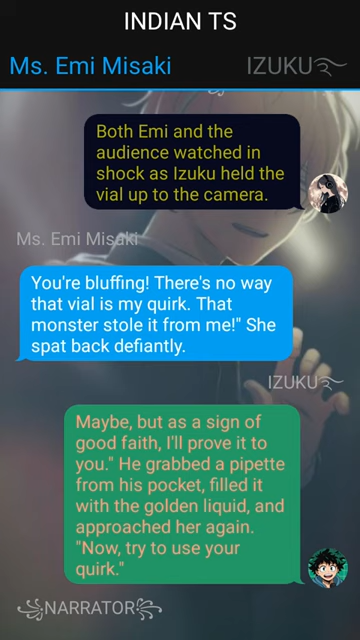 INDIAN TS
Ms. Emi Misaki
IZUKU࿐
Both Emi and the
audience watched in
shock as Izuku held the
vial up to the camera.
Ms. Emi Misaki
You're bluffing! There's no way
that vial is my quirk. That
monster stole it from me!" She
spat back defiantly.
IZUKU࿐
Maybe, but as a sign of
good faith, I'll prove it to
you." He grabbed a pipette
from his pocket, filled it
with the golden liquid, and
approached her again.
"Now, try to use your
quirk."
꧁NARRATOR꧂